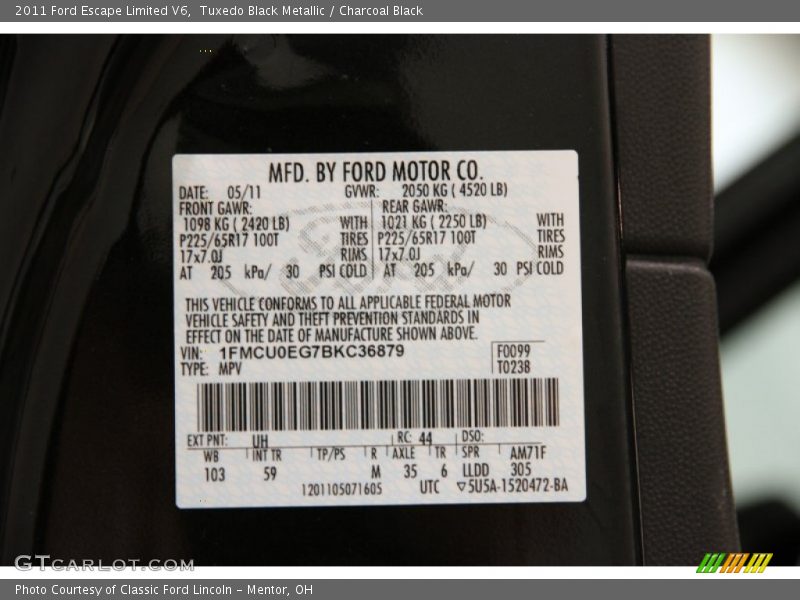 2011 Ford Escape Limited V6, Tuxedo Black Metallic / Charcoal Black
MFD. BY FORD MOTOR CO.
DATE: 05/11 GVWR: 2050 KG ( 4520 LB)
FRONT GAWR: REAR GAWR:
1098 KG ( 2420 LB) WITH 1021 KG ( 2250 LB) WITH
P225/65R17 100T TIRES P225/65R17 100T TIRES
17x7.0J RIMS 17x7.0J RIMS
AT 205 kPa/ 30 PSI COLD AT 205 kPa/ 30 PSI COLD
THIS VEHICLE CONFORMS TO ALL APPLICABLE FEDERAL MOTOR
VEHICLE SAFETY AND THEFT PREVENTION STANDARDS IN
EFFECT ON THE DATE OF MANUFACTURE SHOWN ABOVE.
VIN: 1FMCU0EG7BKC36879 F0099
TYPE: MPV T0238
EXT PNT: UH RC: 44 DSO:
WB INT TR TP/PS R AXLE TR SPR AM71F
103 59 M 35 6 LLDD 305
1201105071605 UTC ▽5U5A-1520472-BA
GTCARLOT.COM
Photo Courtesy of Classic Ford Lincoln - Mentor, OH